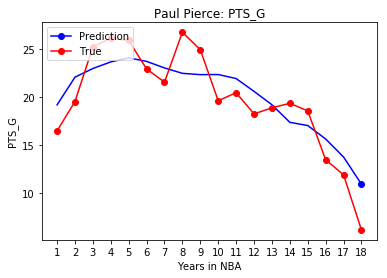 Paul Pierce: PTS_G
Prediction
True
25
20
15
10
PTS_G
1 2 3 4 5 6 7 8 9 10 11 12 13 14 15 16 17 18
Years in NBA